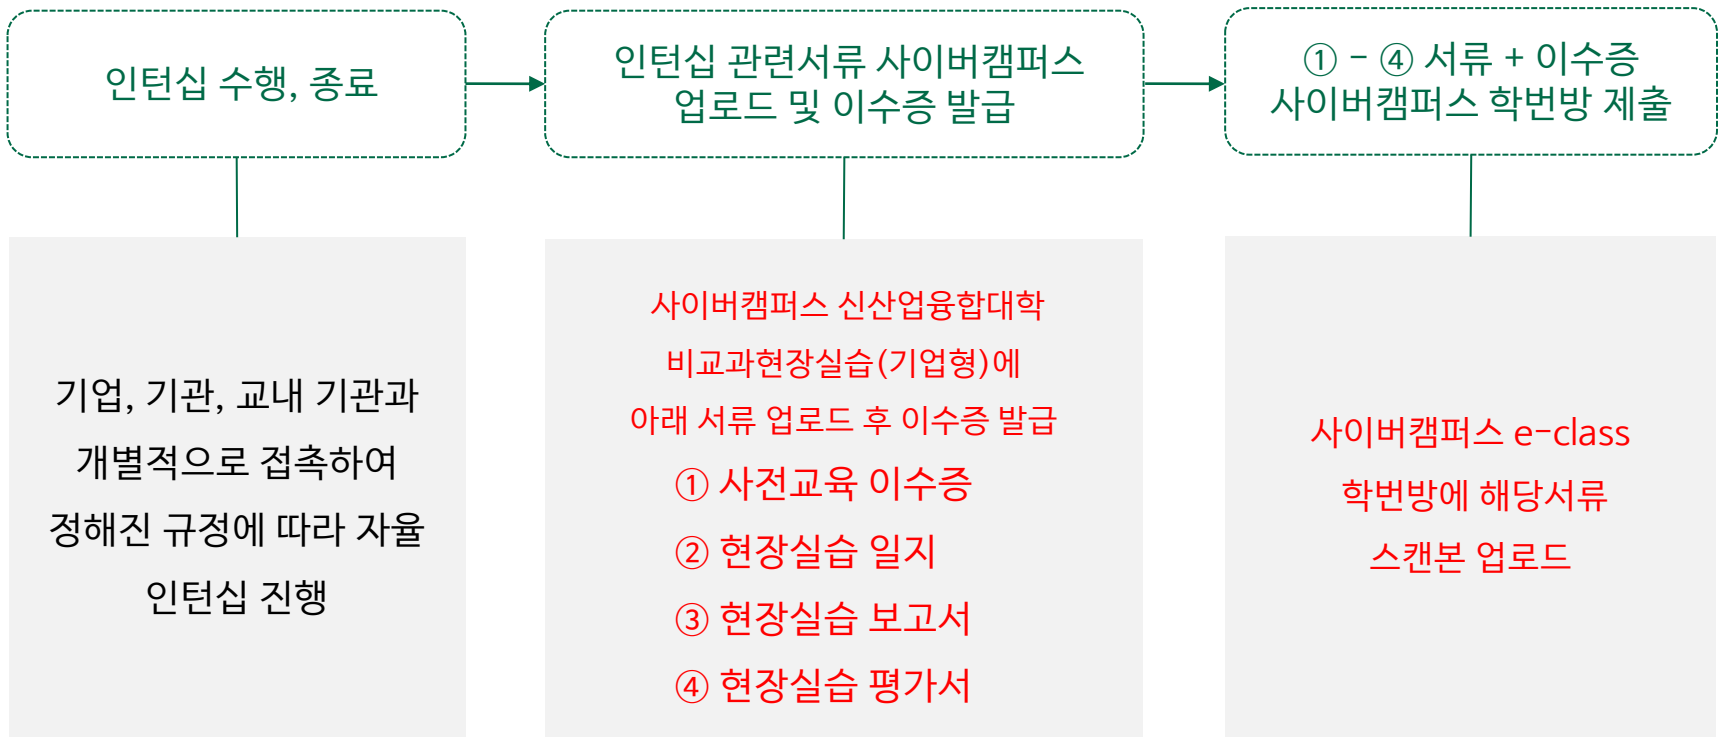 인턴십 수행, 종료
인턴십 관련서류 사이버캠퍼스
업로드 및 이수증 발급
① - ④ 서류 + 이수증
사이버캠퍼스 학번방 제출
기업, 기관, 교내 기관과
개별적으로 접촉하여
정해진 규정에 따라 자율
인턴십 진행
사이버캠퍼스 신산업융합대학
비교과현장실습(기업형)에
아래 서류 업로드 후 이수증 발급
① 사전교육 이수증
② 현장실습 일지
③ 현장실습 보고서
④ 현장실습 평가서
사이버캠퍼스 e-class
학번방에 해당서류
스캔본 업로드